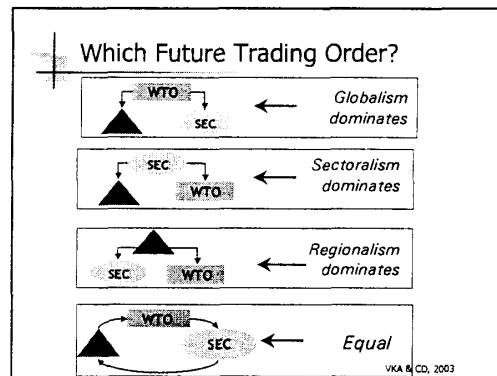 Which Future Trading Order?
WTO
SEC
Globalism
dominates
SEC
WTO
Sectoralism
dominates
SEC
WTO
Regionalism
dominates
WTO
SEC
Equal
VKA & CD, 2003